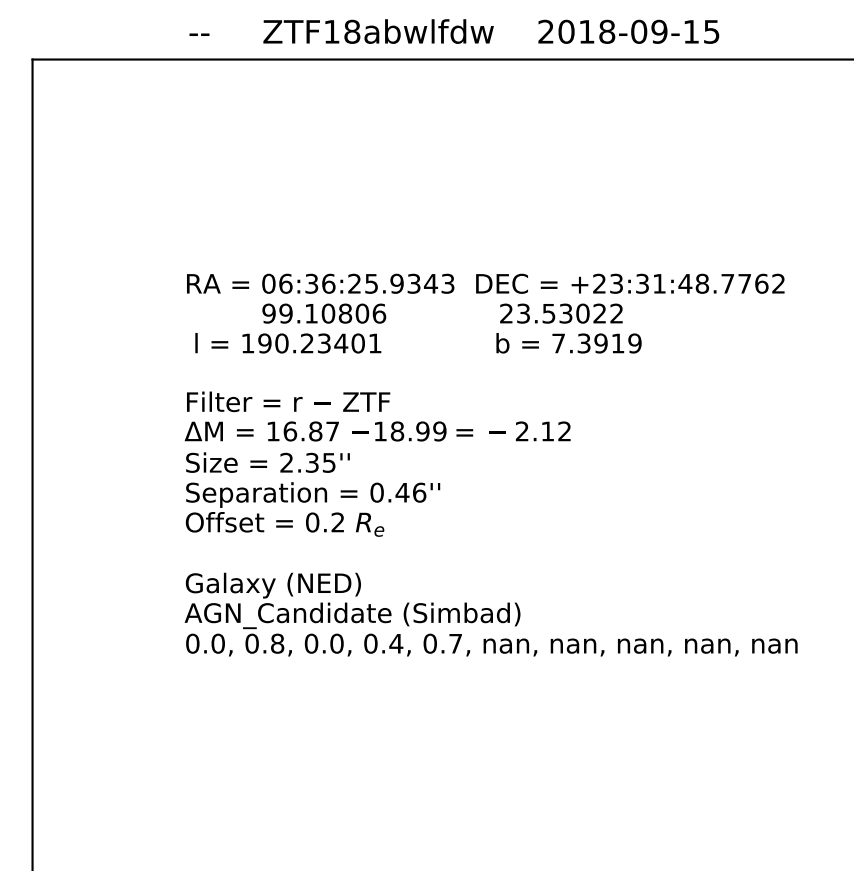 -- ZTF18abwlfdw 2018-09-15
RA = 06:36:25.9343 DEC = +23:31:48.7762
99.10806 23.53022
l = 190.23401 b = 7.3919
Filter = r − ZTF
ΔM = 16.87 −18.99 = − 2.12
Size = 2.35''
Separation = 0.46''
Offset = 0.2 Re
Galaxy (NED)
AGN_Candidate (Simbad)
0.0, 0.8, 0.0, 0.4, 0.7, nan, nan, nan, nan, nan